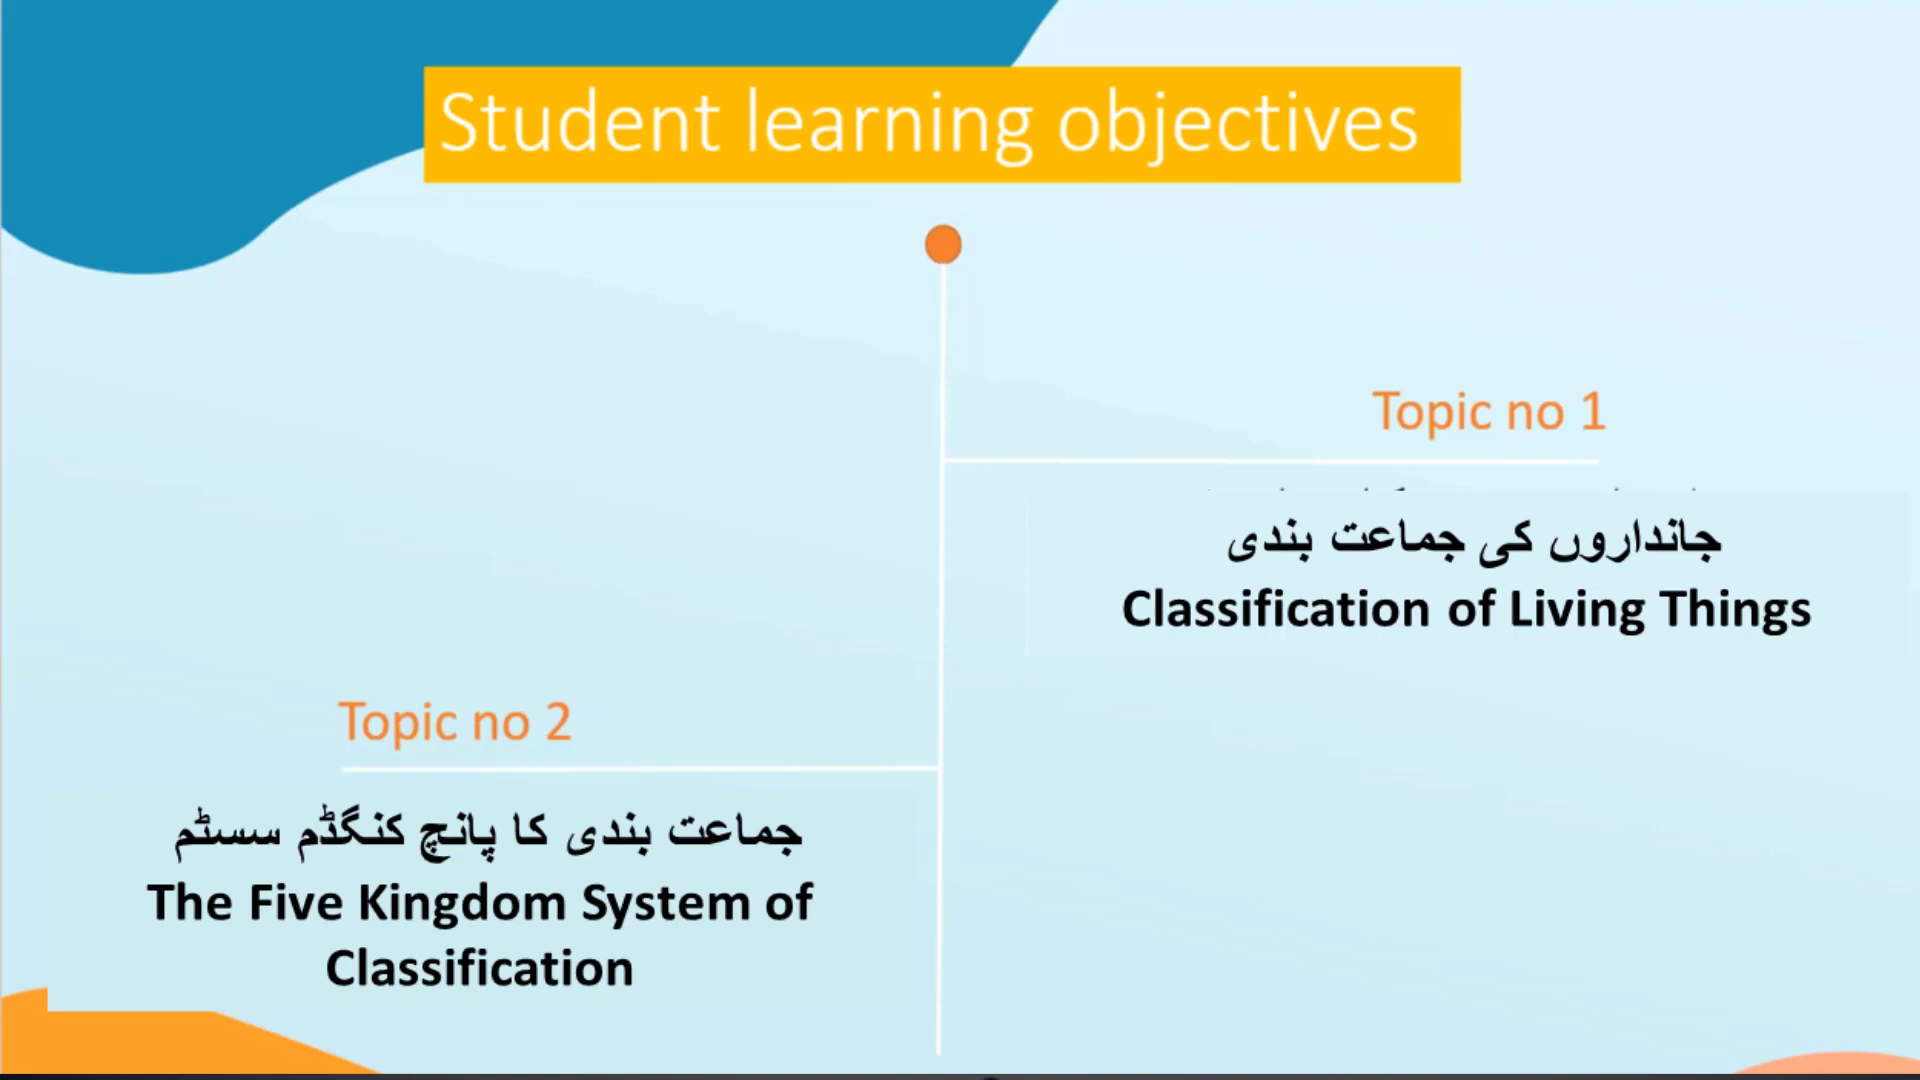 Student learning objectives
Topic no 1
جانداروں کی جماعت بندی
Classification of Living Things
Topic no 2
جماعت بندی کا پانچ کنگڈم سسٹم
The Five Kingdom System of
Classification